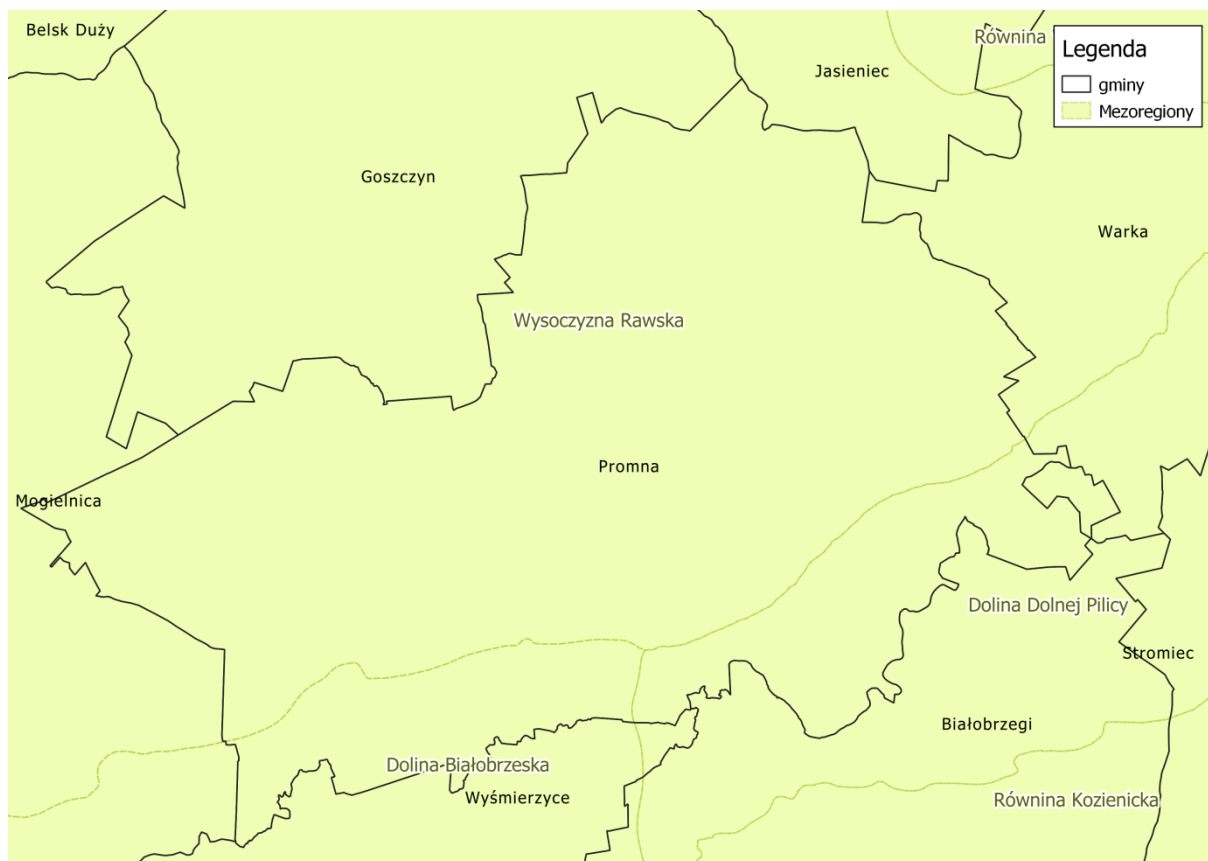 Belsk Duży
Równina
Legenda
gminy
Mezoregiony
Jasieniec
Goszczyn
Warka
Wysoczyzna Rawska
Promna
Mogielnica
Dolina Dolnej Pilicy
Stromiec
Białobrzegi
Dolina Białobrzeska
Wyśmierzyce
Równina Kozienicka